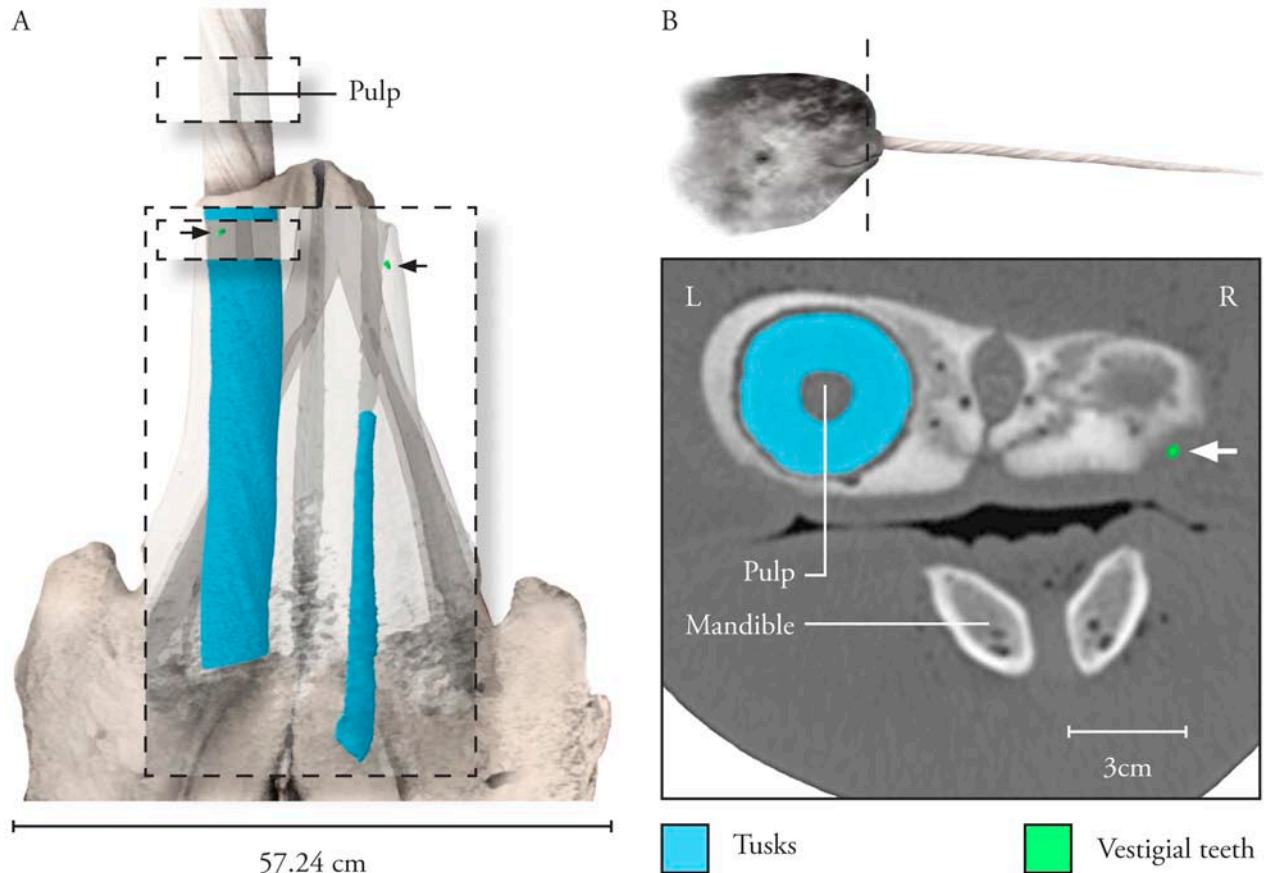 A
Pulp
57.24 cm
B
L
R
Pulp
Mandible
3cm
Tusks
Vestigial teeth